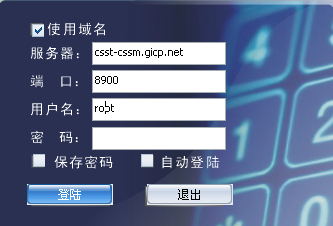 使用域名
服务器： csst-cssm.gicp.net
端 口： 8900
用户名： root
密 码：
保存密码 自动登陆
登陆 退出